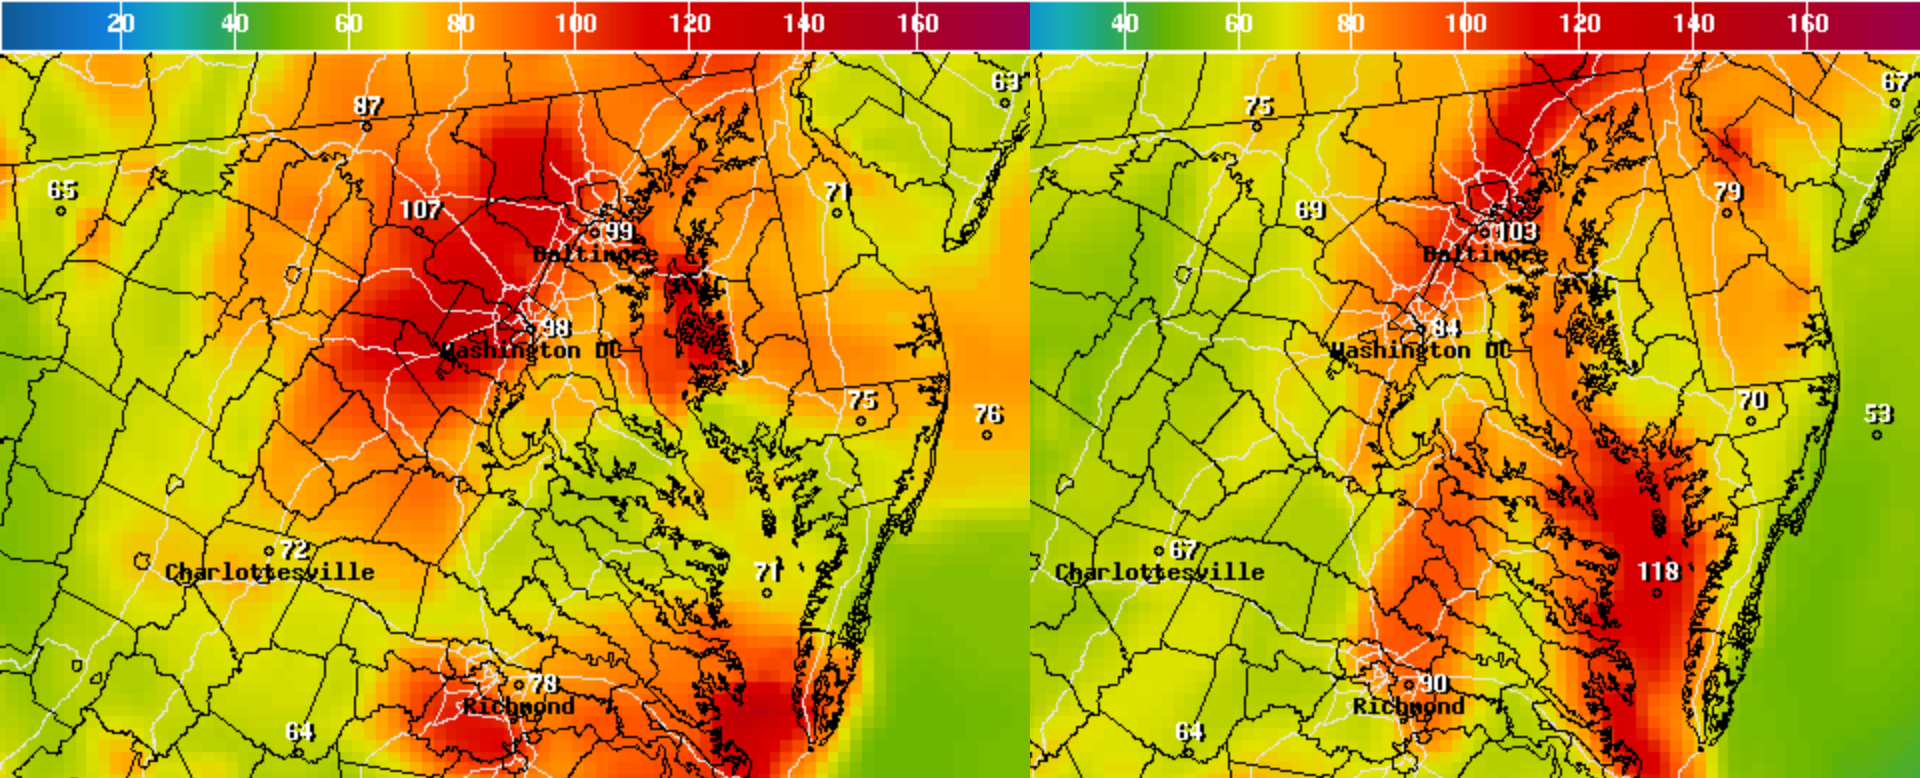 20 40 60 80 100 120 140 160
63
87
65
107
71
99
Baltimore
98
Washington DC
75
76
72
Charlottesville
71
78
Richmond
64
40 60 80 100 120 140 160
67
75
69
79
103
Baltimore
84
Washington DC
70
53
67
Charlottesville
118
90
Richmond
64